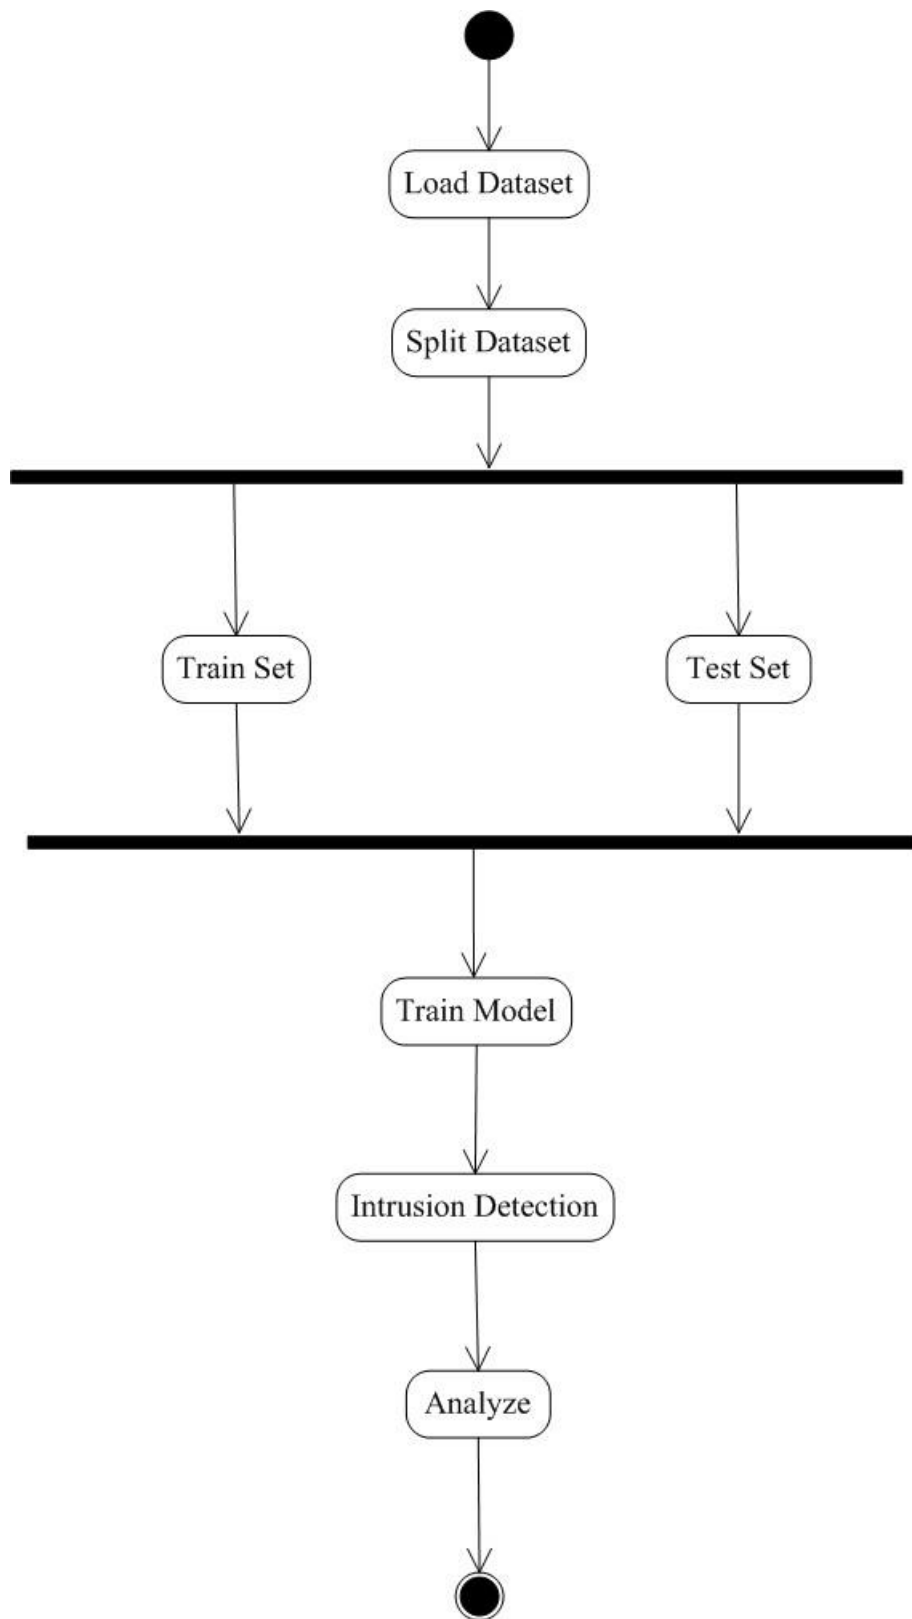 Load Dataset
Split Dataset
Train Set
Test Set
Train Model
Intrusion Detection
Analyze